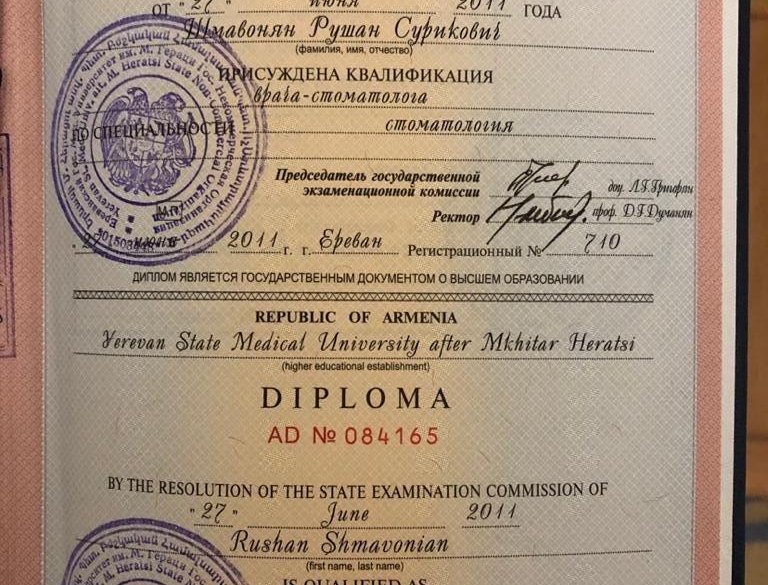 ОТ "27" июня 2011 ГОДА
Шмавонян Рушан Сурикович
(фамилия, имя, отчество)
ПРИСУЖДЕНА КВАЛИФИКАЦИЯ
врача-стоматолога
ПО СПЕЦИАЛЬНОСТИ стоматология
Председатель государственной
экзаменационной комиссии
Ректор проф.
"27" 2011 г. г. Ереван Регистрационный № 710
ДИПЛОМ ЯВЛЯЕТСЯ ГОСУДАРСТВЕННЫМ ДОКУМЕНТОМ О ВЫСШЕМ ОБРАЗОВАНИИ
REPUBLIC OF ARMENIA
Yerevan State Medical University after Mkhitar Heratsi
(higher educational establishment)
DIPLOMA
AD № 084165
BY THE RESOLUTION OF THE STATE EXAMINATION COMMISSION OF
"27" June 2011
Rushan Shmavonian
(first name, last name)
IS QUALIFIED AS